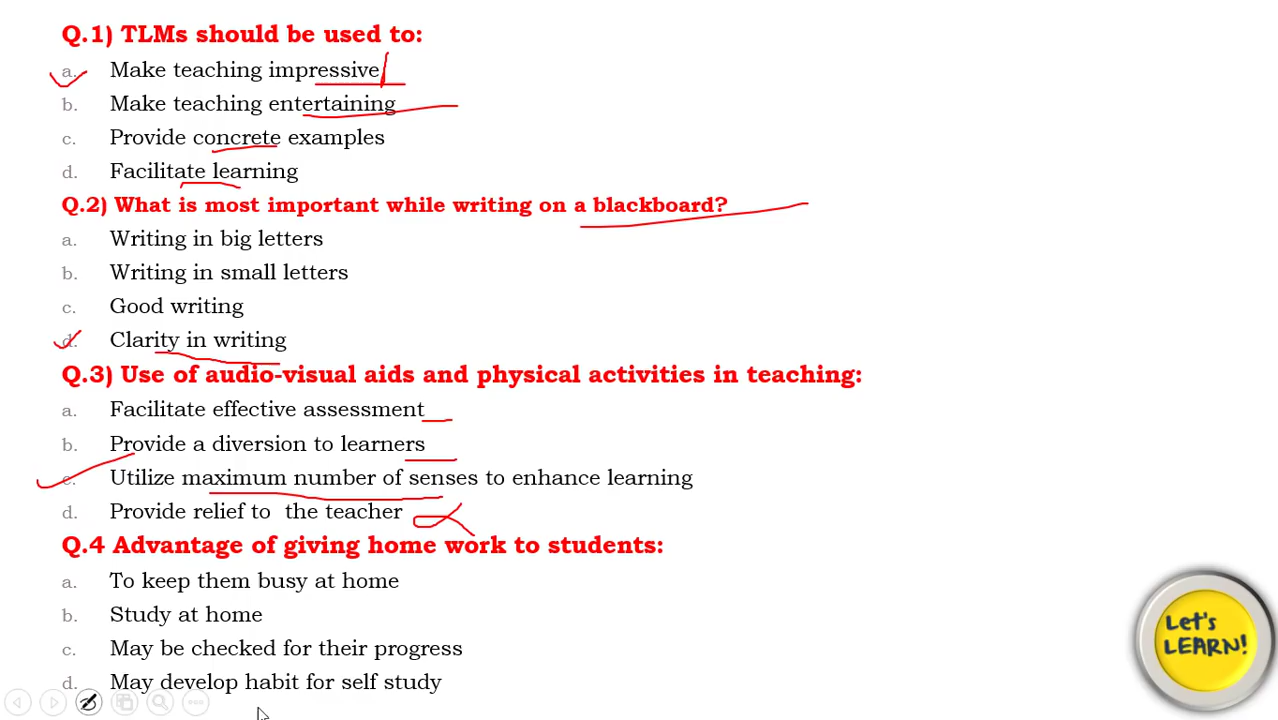 Q.1) TLMs should be used to:
a. Make teaching impressive
b. Make teaching entertaining
c. Provide concrete examples
d. Facilitate learning
Q.2) What is most important while writing on a blackboard?
a. Writing in big letters
b. Writing in small letters
c. Good writing
d. Clarity in writing
Q.3) Use of audio-visual aids and physical activities in teaching:
a. Facilitate effective assessment
b. Provide a diversion to learners
c. Utilize maximum number of senses to enhance learning
d. Provide relief to the teacher
Q.4 Advantage of giving home work to students:
a. To keep them busy at home
b. Study at home
c. May be checked for their progress
d. May develop habit for self study
Let's
LEARN!